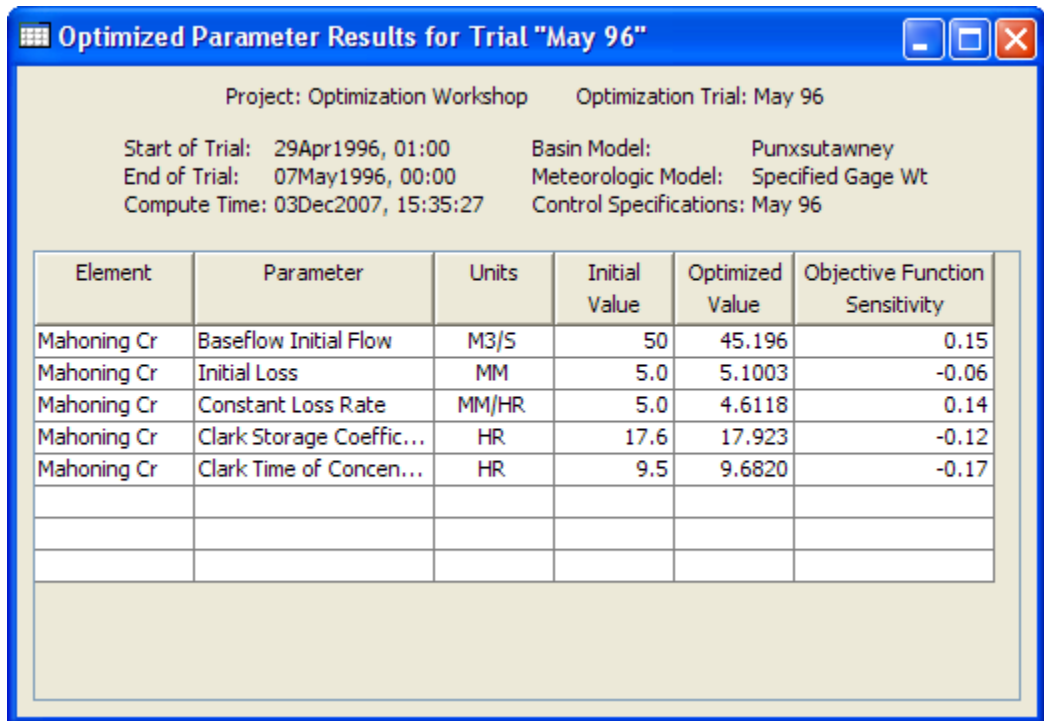 Optimized Parameter Results for Trial "May 96"
Project: Optimization Workshop Optimization Trial: May 96
Start of Trial: 29Apr1996, 01:00 Basin Model: Punxsutawney
End of Trial: 07May1996, 00:00 Meteorologic Model: Specified Gage Wt
Compute Time: 03Dec2007, 15:35:27 Control Specifications: May 96
Element Parameter Units Initial Value Optimized Value Objective Function Sensitivity
Mahoning Cr Baseflow Initial Flow M3/S 50 45.196 0.15
Mahoning Cr Initial Loss MM 5.0 5.1003 -0.06
Mahoning Cr Constant Loss Rate MM/HR 5.0 4.6118 0.14
Mahoning Cr Clark Storage Coeffic... HR 17.6 17.923 -0.12
Mahoning Cr Clark Time of Concen... HR 9.5 9.6820 -0.17